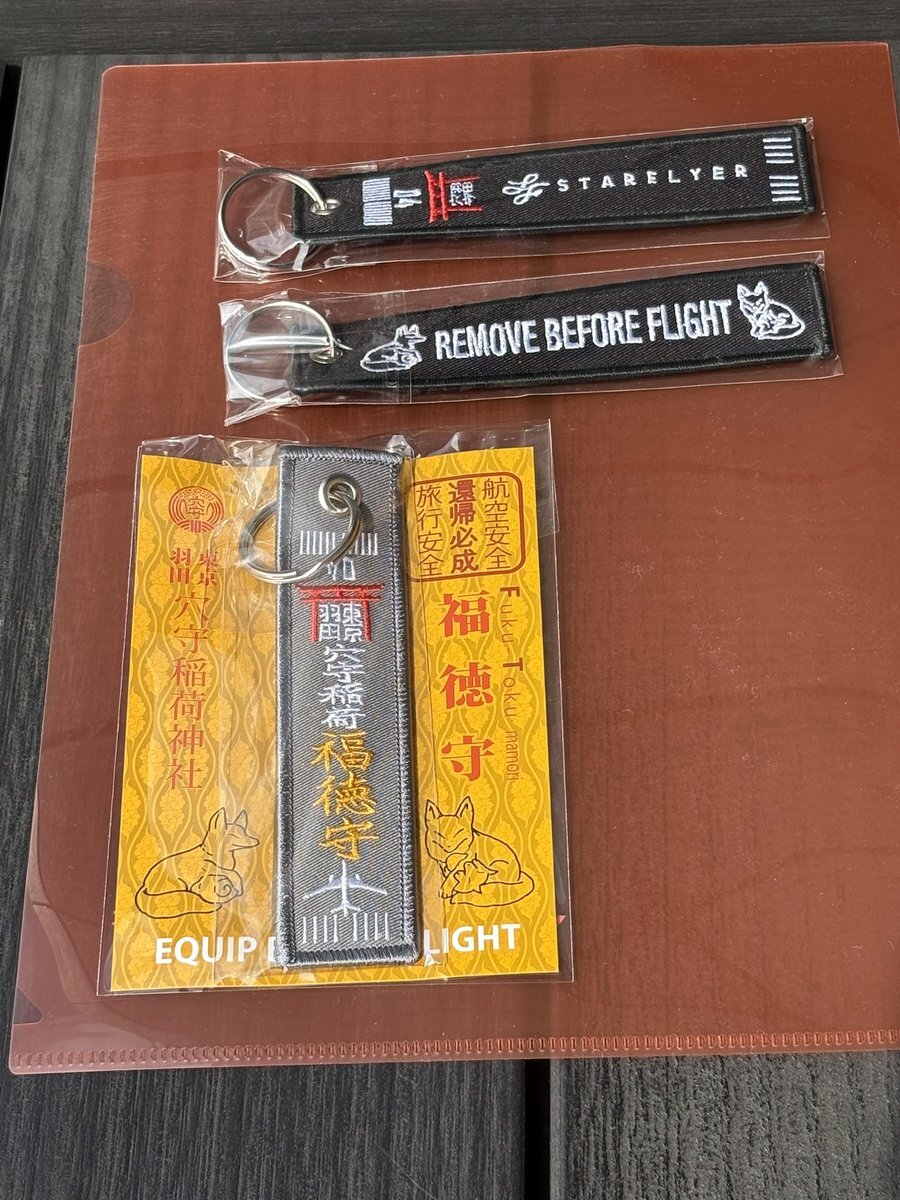 STARELYER
REMOVE BEFORE FLIGHT
航空安全
還帰必成
旅行安全
福徳守
Fuku-Toku mamori
東京
羽田
穴守稲荷
福徳守
東京
羽田
穴守稲荷神社
EQUIP LIGHT